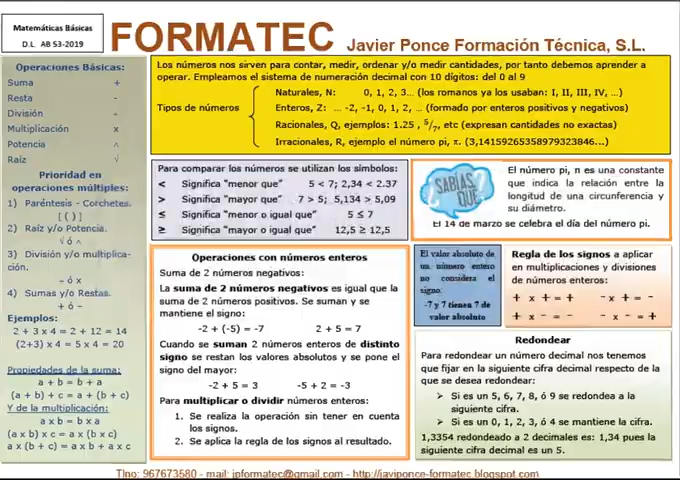 Matemáticas Básicas
D.L. AB 53-2019
FORMATEC Javier Ponce Formación Técnica, S.L.
Operaciones Básicas:
Suma +
Resta -
División ÷
Multiplicación x
Potencia ^
Raíz √
Prioridad en
operaciones múltiples:
1) Paréntesis - Corchetes.
[ ( ) ]
2) Raíz y/o Potencia.
√ ó ^
3) División y/o multiplica-
ción.
÷ ó x
4) Sumas y/o Restas.
+ ó -
Ejemplos:
2 + 3 x 4 = 2 + 12 = 14
(2+3) x 4 = 5 x 4 = 20
Propiedades de la suma:
a + b = b + a
(a + b) + c = a + (b + c)
Y de la multiplicación:
a x b = b x a
(a x b) x c = a x (b x c)
a x (b + c) = a x b + a x c
Los números nos sirven para contar, medir, ordenar y/o medir cantidades, por tanto debemos aprender a
operar. Empleamos el sistema de numeración decimal con 10 dígitos: del 0 al 9
Tipos de números
Naturales, N: 0, 1, 2, 3... (los romanos ya los usaban: I, II, III, IV, ...)
Enteros, Z: ... -2, -1, 0, 1, 2, ... (formado por enteros positivos y negativos)
Racionales, Q, ejemplos: 1.25 , 5/7, etc (expresan cantidades no exactas)
Irracionales, R, ejemplo el número pi, π. (3,14159265358979323846...)
Para comparar los números se utilizan los símbolos:
< Significa "menor que" 5 < 7; 2,34 < 2.37
> Significa "mayor que" 7 > 5; 5,134 > 5,09
≤ Significa "menor o igual que" 5 ≤ 7
≥ Significa "mayor o igual que" 12,5 ≥ 12,5
¿SABÍAS QUE?
El número pi, π es una constante
que indica la relación entre la
longitud de una circunferencia y
su diámetro.
El 14 de marzo se celebra el día del número pi.
Operaciones con números enteros
Suma de 2 números negativos:
La suma de 2 números negativos es igual que la
suma de 2 números positivos. Se suman y se
mantiene el signo:
-2 + (-5) = -7 2 + 5 = 7
Cuando se suman 2 números enteros de distinto
signo se restan los valores absolutos y se pone el
signo del mayor:
-2 + 5 = 3 -5 + 2 = -3
Para multiplicar o dividir números enteros:
1. Se realiza la operación sin tener en cuenta
los signos.
2. Se aplica la regla de los signos al resultado.
El valor absoluto de
un número entero
no considera el
signo.
-7 y 7 tienen 7 de
valor absoluto
Regla de los signos a aplicar
en multiplicaciones y divisiones
de números enteros:
+ x + = + - x + = -
+ x - = - - x - = +
Redondear
Para redondear un número decimal nos tenemos
que fijar en la siguiente cifra decimal respecto de la
que se desea redondear:
➢ Si es un 5, 6, 7, 8, ó 9 se redondea a la
siguiente cifra.
➢ Si es un 0, 1, 2, 3, ó 4 se mantiene la cifra.
1,3354 redondeado a 2 decimales es: 1,34 pues la
siguiente cifra decimal es un 5.
Tlno: 967673580 - mail: jpformatec@gmail.com - http://javiponce-formatec.blogspot.com